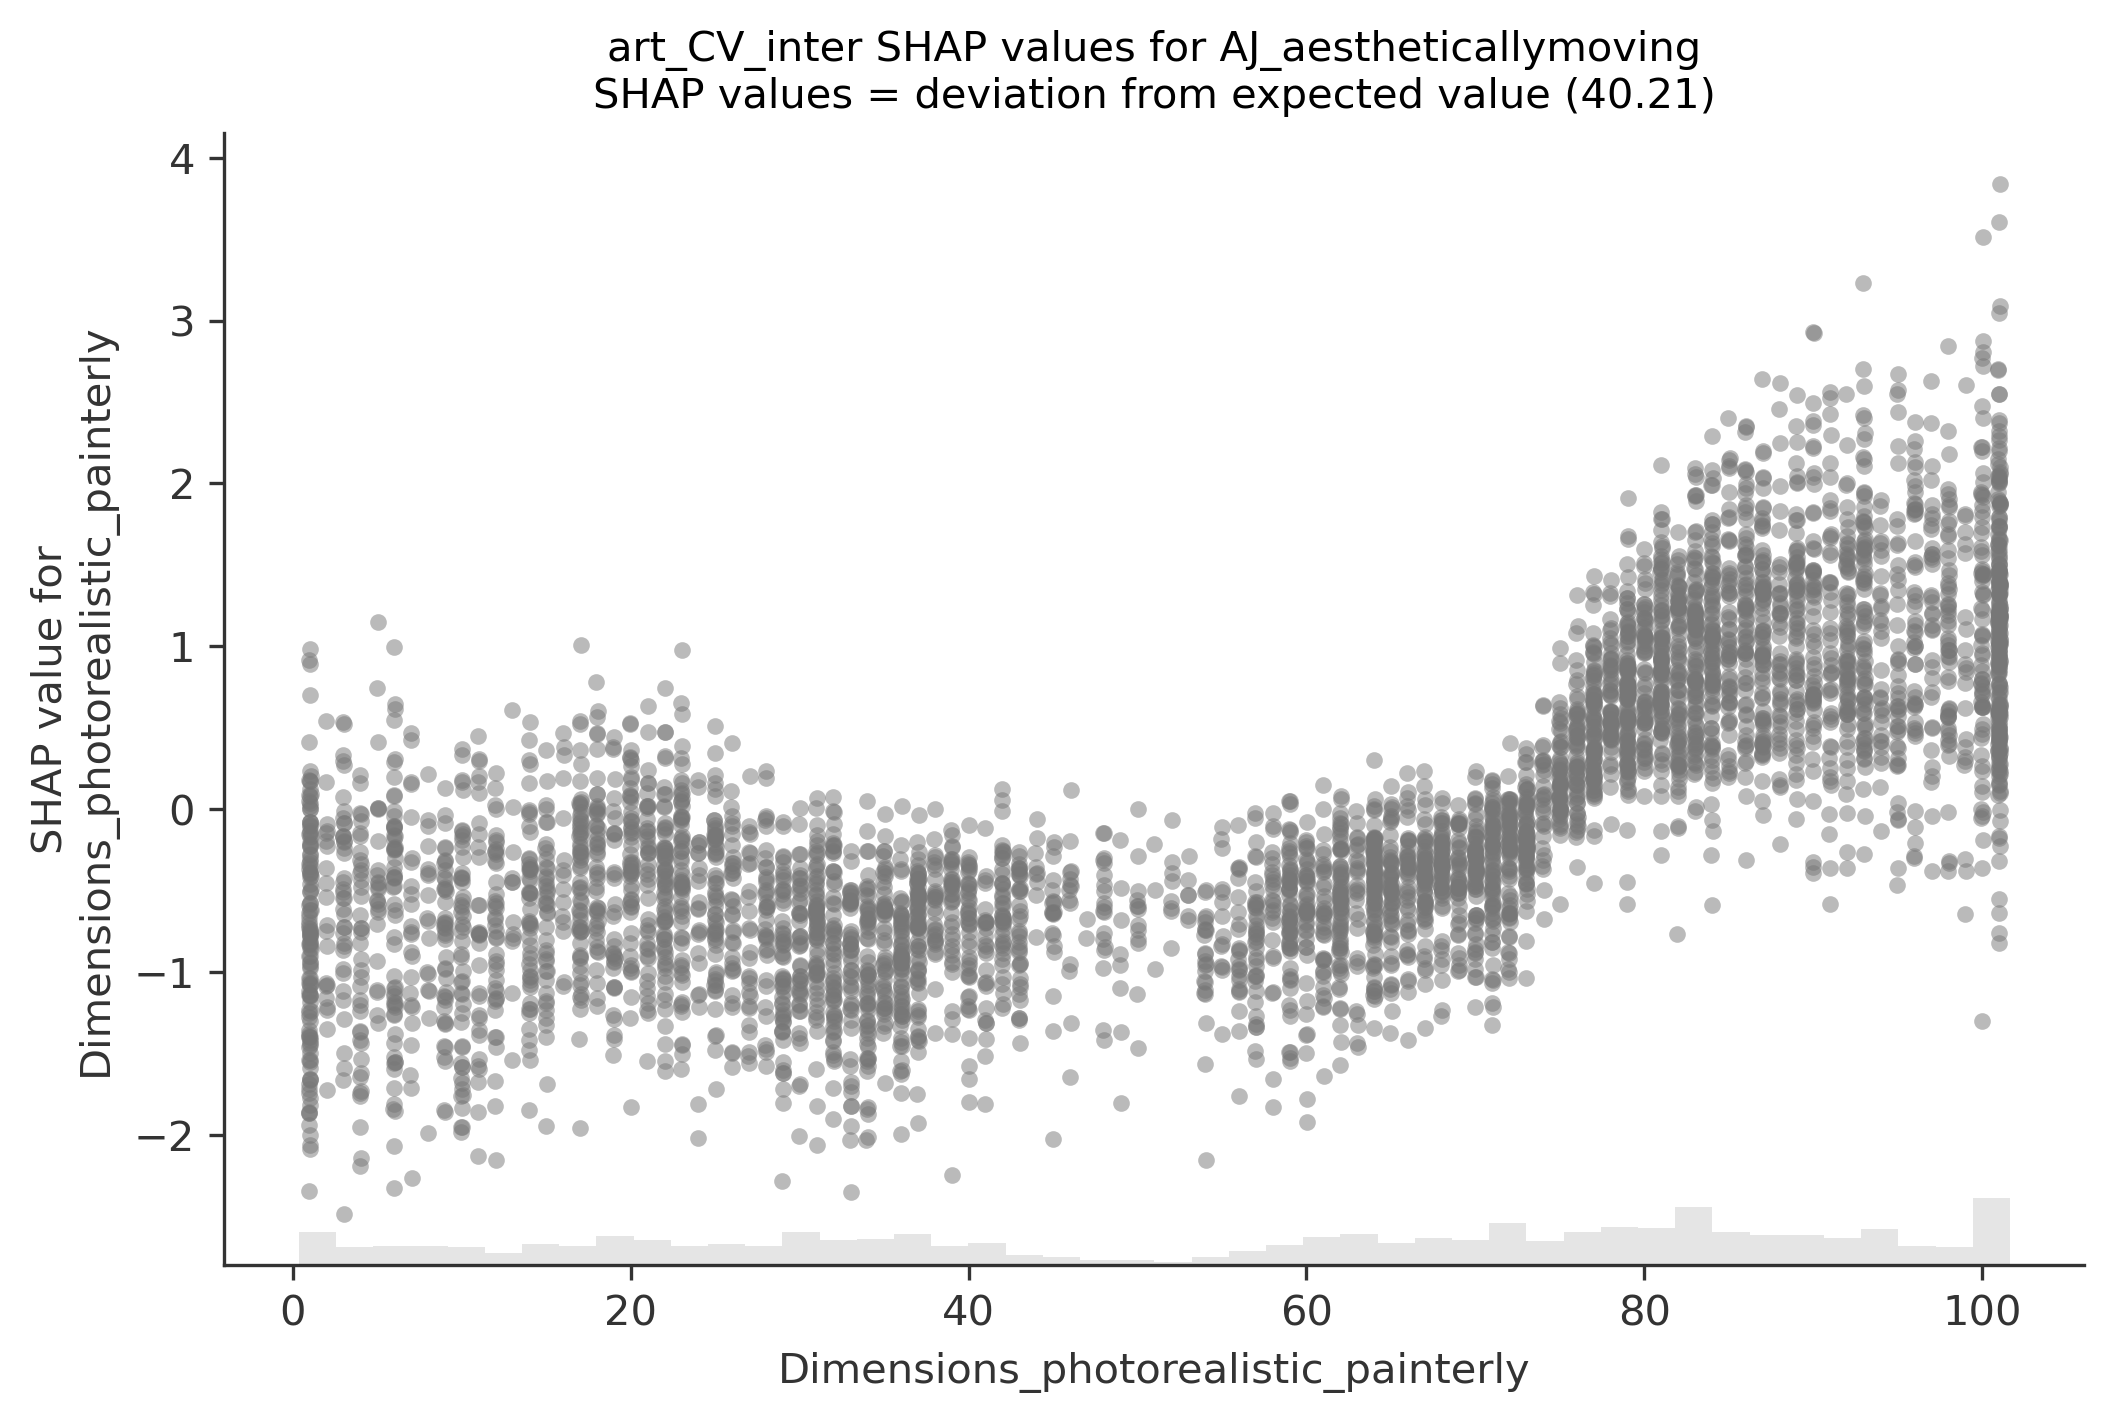 art_CV_inter SHAP values for AJ_aestheticallymoving
SHAP values = deviation from expected value (40.21)
4
3
2
1
0
−1
−2
SHAP value for
Dimensions_photorealistic_painterly
0
20
40
60
80
100
Dimensions_photorealistic_painterly